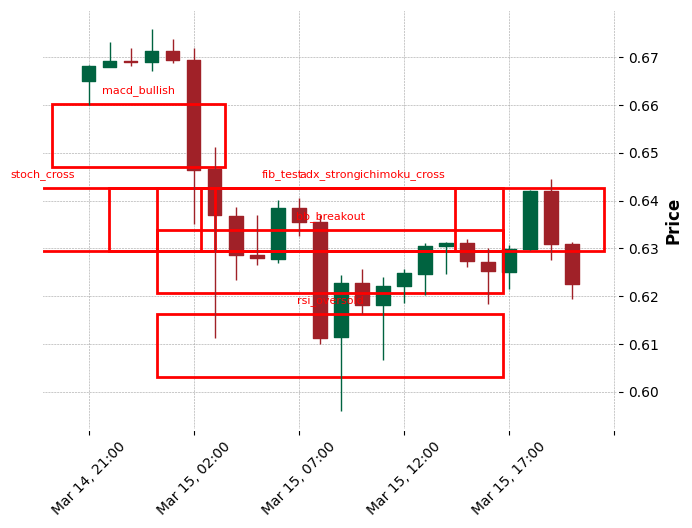 0.67
macd_bullish
0.66
0.65
stoch_cross
fib_test
adx_strong
ichimoku_cross
0.64
_breakout
0.63
0.62
0.61
0.60
Price
Mar 14, 21:00
Mar 15, 02:00
Mar 15, 07:00
Mar 15, 12:00
Mar 15, 17:00